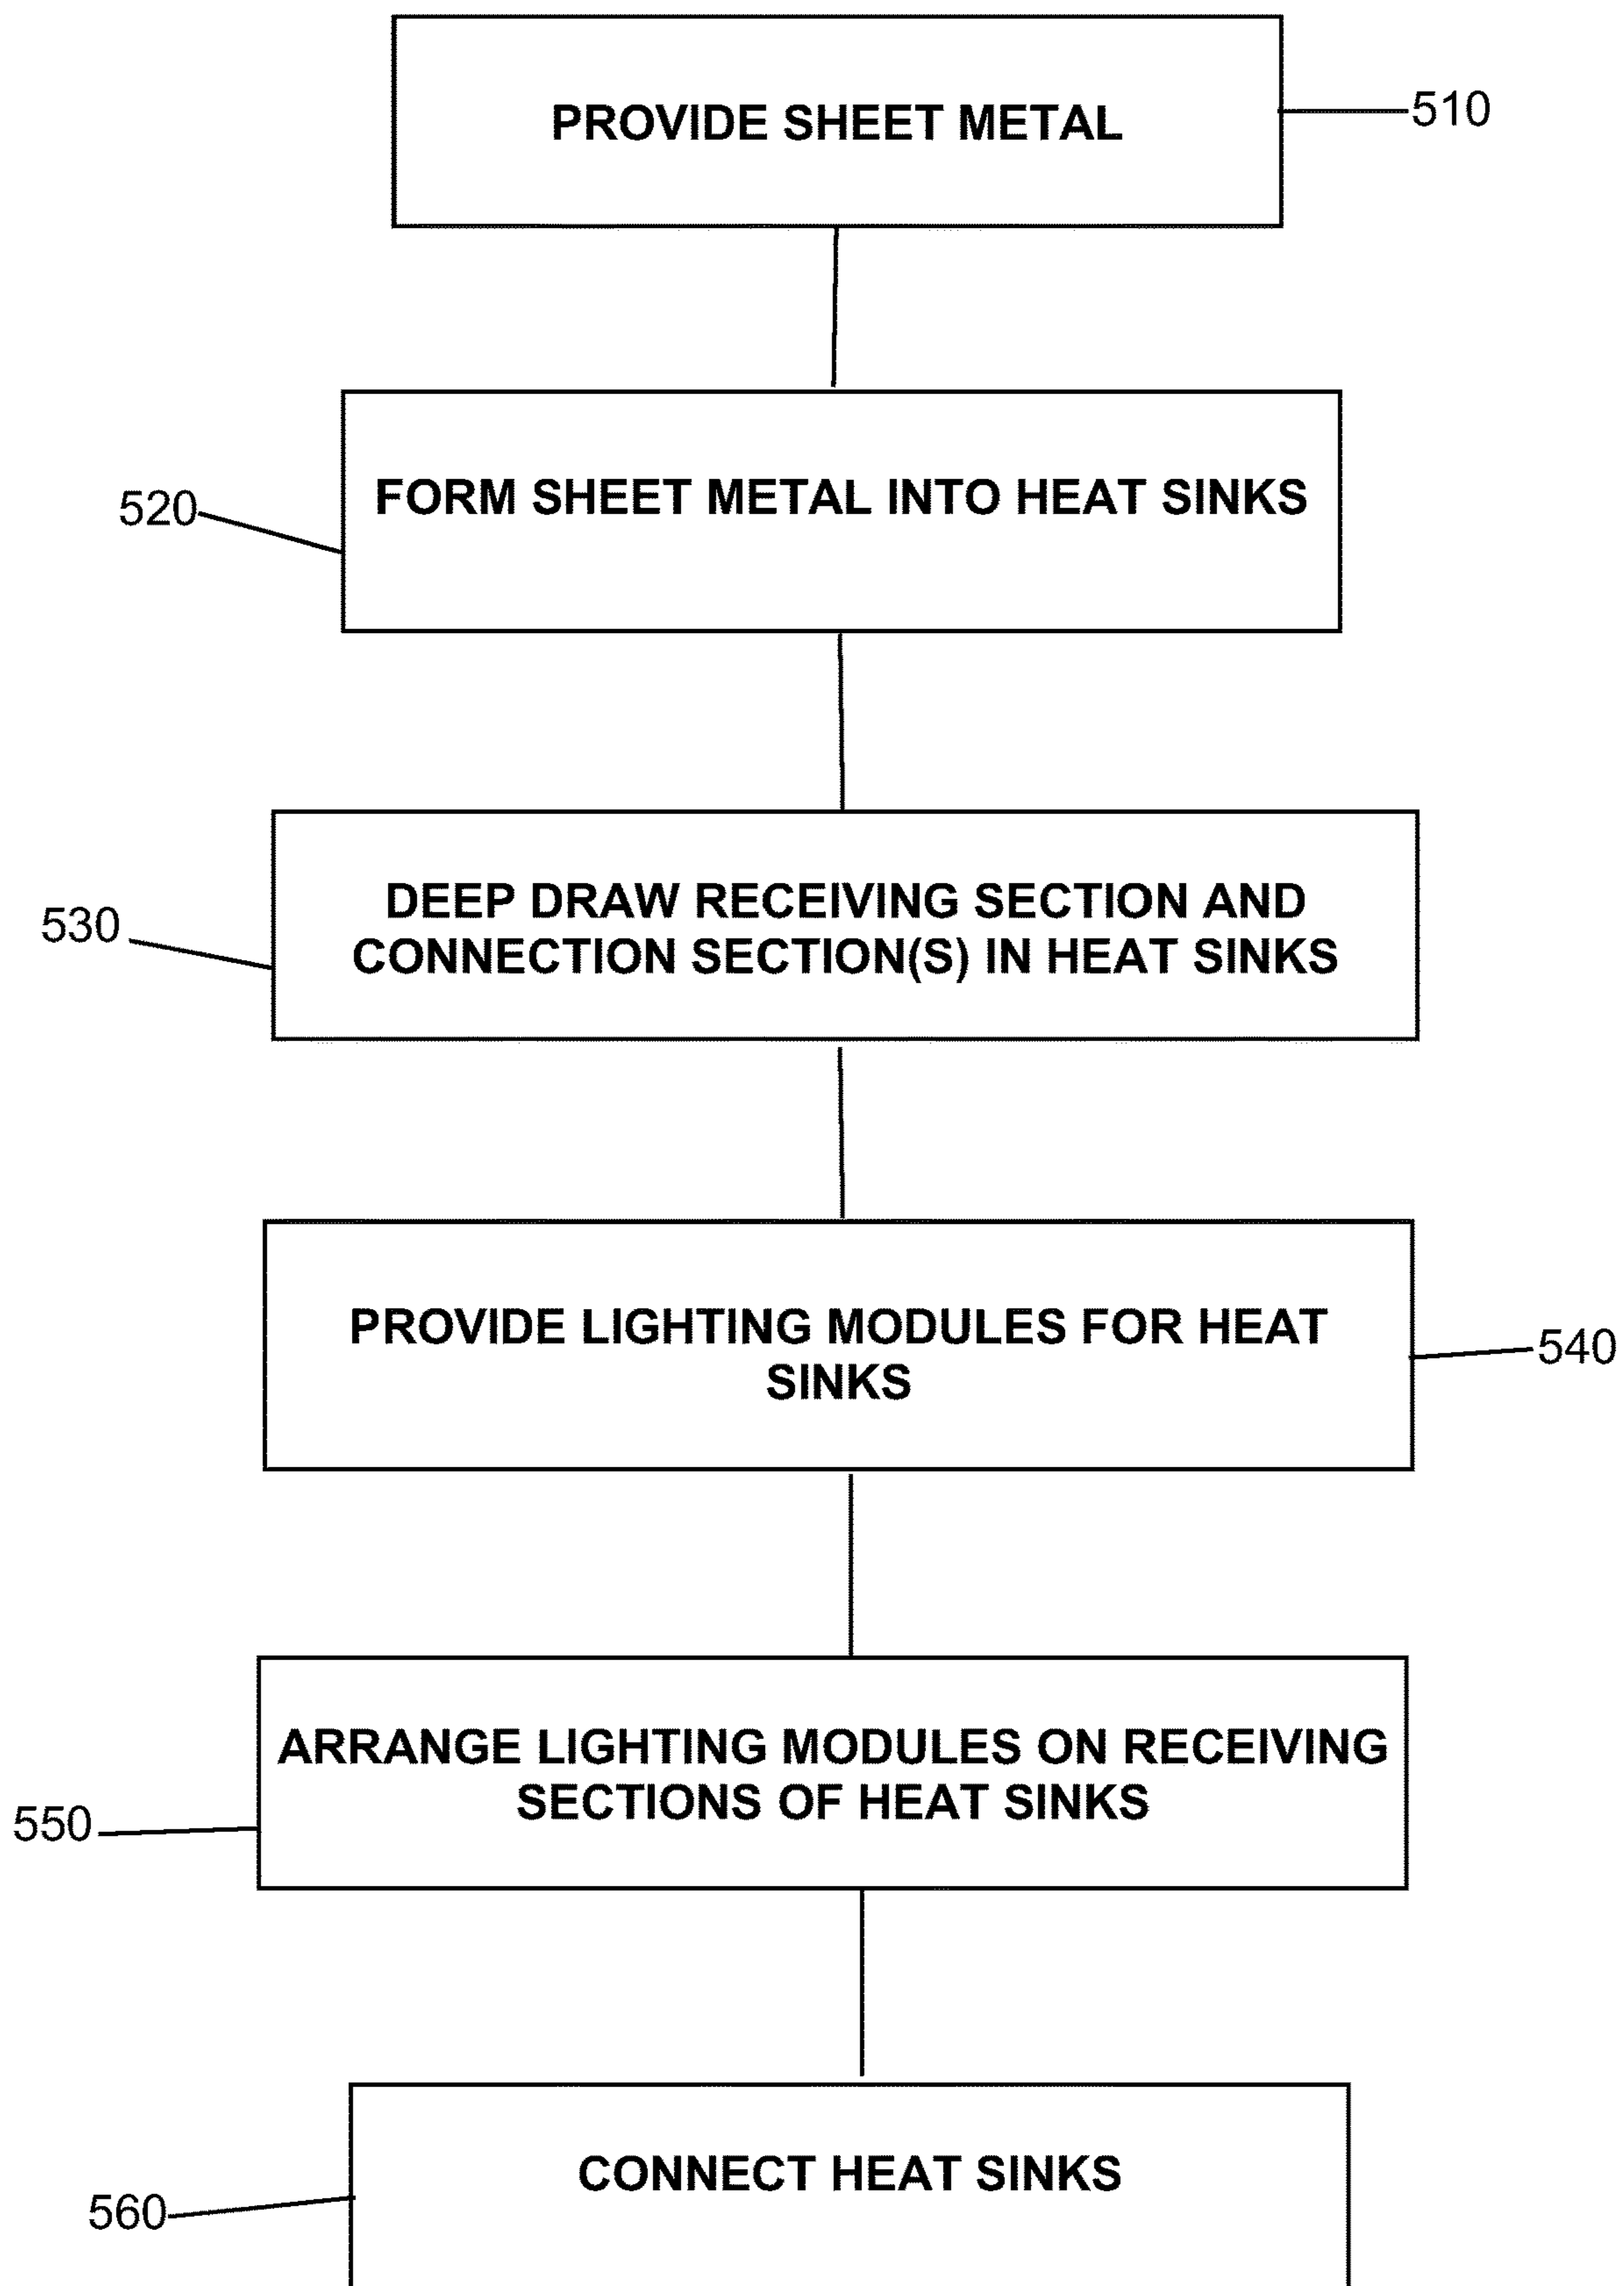 PROVIDE SHEET METAL
510
FORM SHEET METAL INTO HEAT SINKS
520
DEEP DRAW RECEIVING SECTION AND
CONNECTION SECTION(S) IN HEAT SINKS
530
PROVIDE LIGHTING MODULES FOR HEAT
SINKS
540
ARRANGE LIGHTING MODULES ON RECEIVING
SECTIONS OF HEAT SINKS
550
CONNECT HEAT SINKS
560